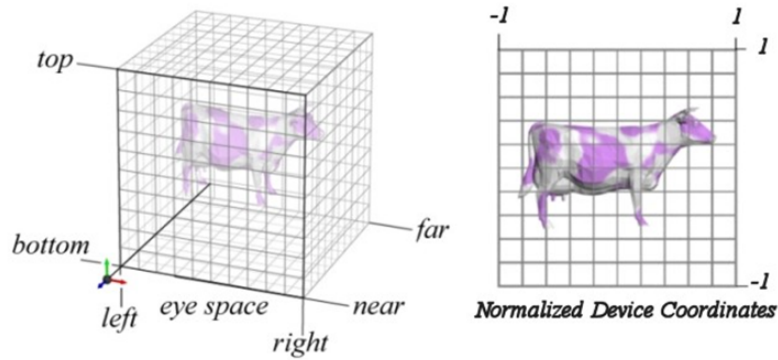 top
bottom
left
eye space
right
near
far
-1
1
1
-1
Normalized Device Coordinates